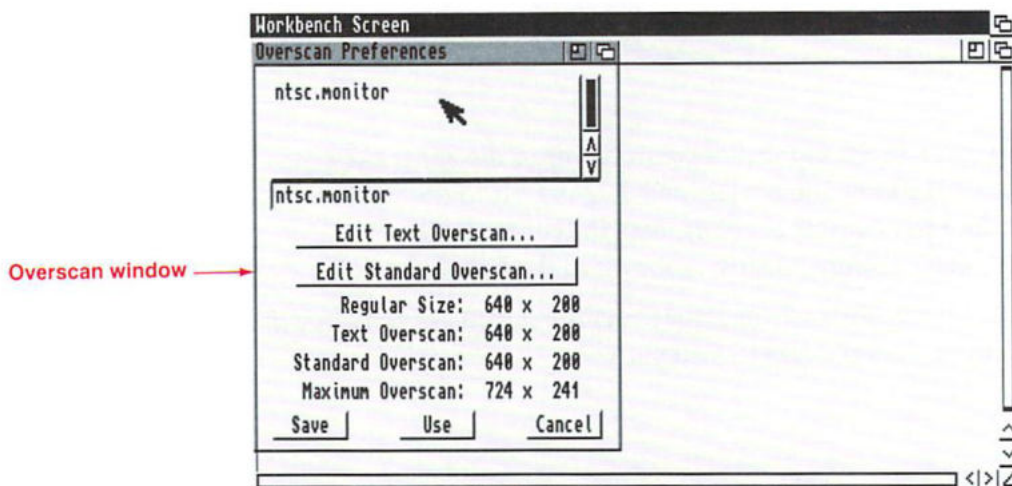 Workbench Screen
Overscan Preferences
ntsc.monitor
ntsc.monitor
Edit Text Overscan...
Overscan window
Edit Standard Overscan...
Regular Size: 640 x 200
Text Overscan: 640 x 200
Standard Overscan: 640 x 200
Maximum Overscan: 724 x 241
Save Use Cancel